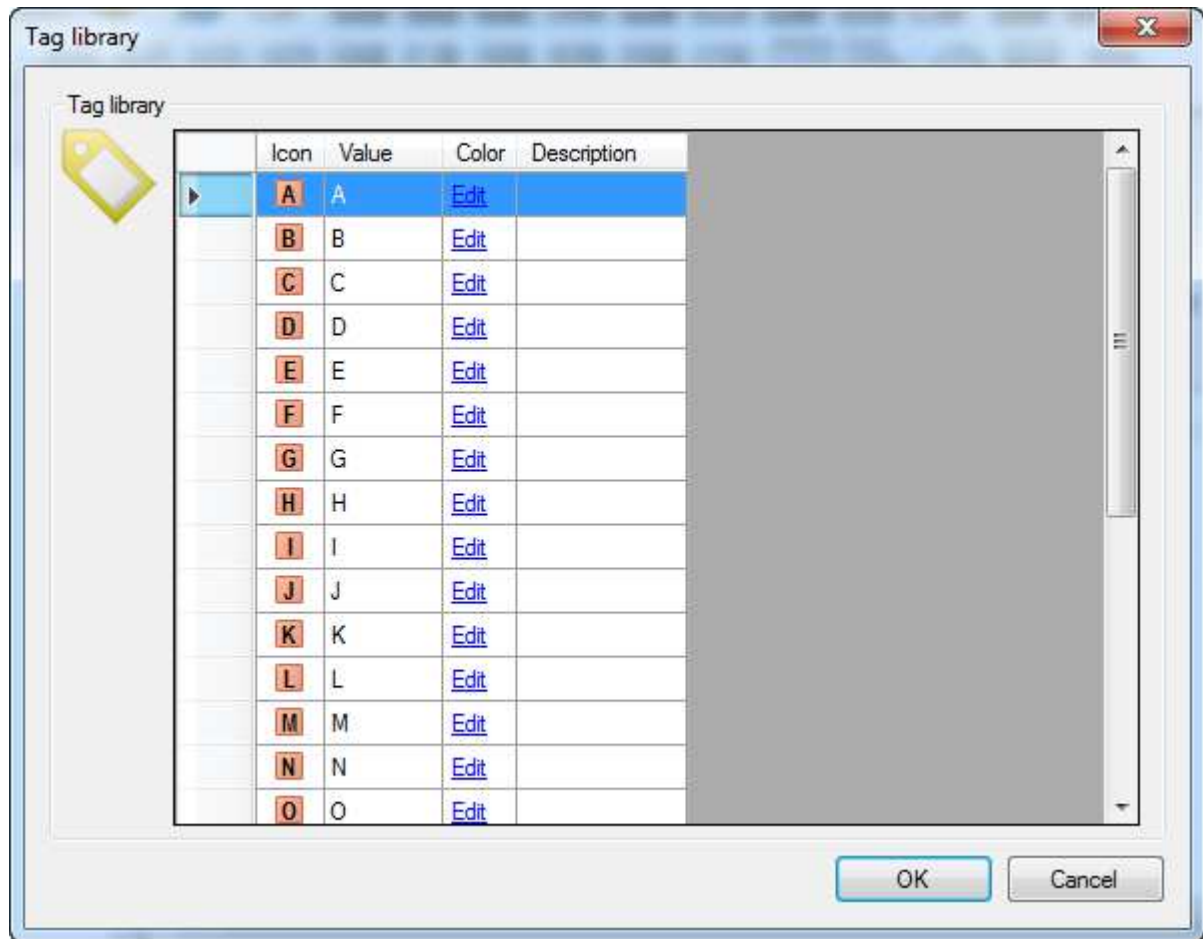 Tag library
Tag library
Icon Value Color Description
A A Edit
B B Edit
C C Edit
D D Edit
E E Edit
F F Edit
G G Edit
H H Edit
I I Edit
J J Edit
K K Edit
L L Edit
M M Edit
N N Edit
O O Edit
OK Cancel